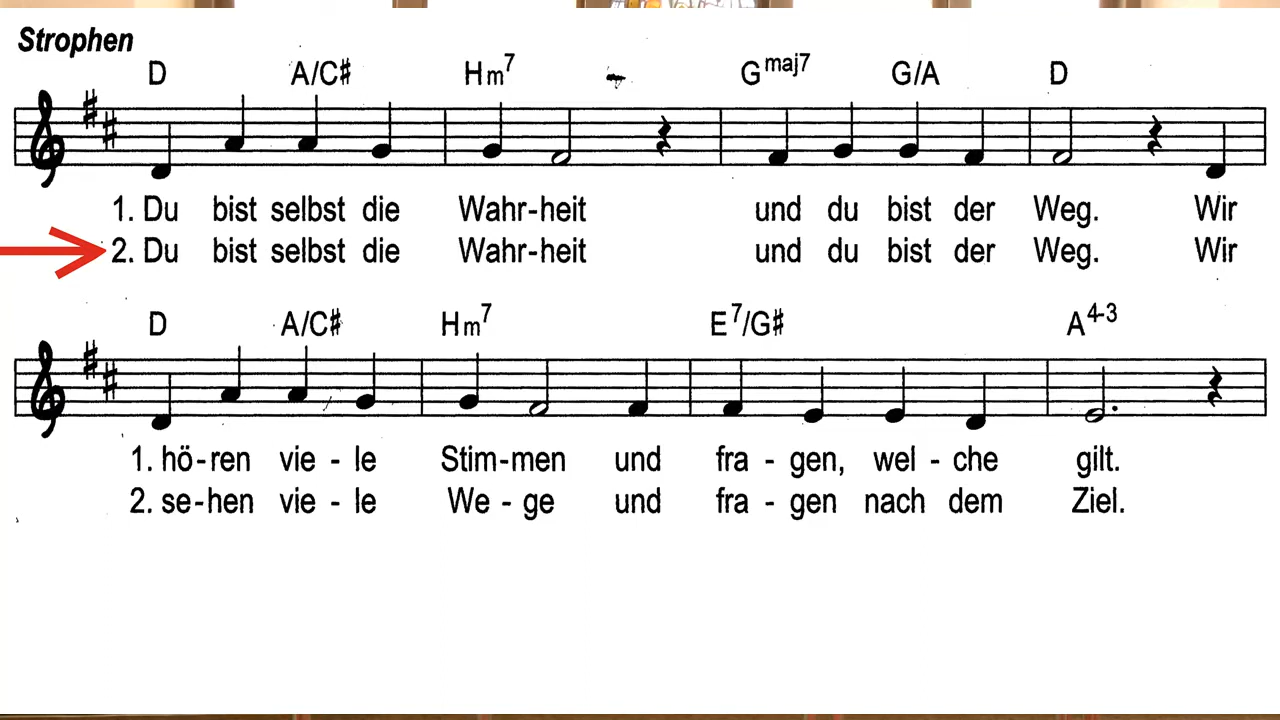 Strophen
D A/C♯ Hm7 Gmaj7 G/A D
1. Du bist selbst die Wahr-heit und du bist der Weg. Wir
2. Du bist selbst die Wahr-heit und du bist der Weg. Wir
D A/C♯ Hm7 E7/G♯ A4-3
1. hö-ren vie - le Stim-men und fra - gen, wel - che gilt.
2. se-hen vie - le We - ge und fra - gen nach dem Ziel.